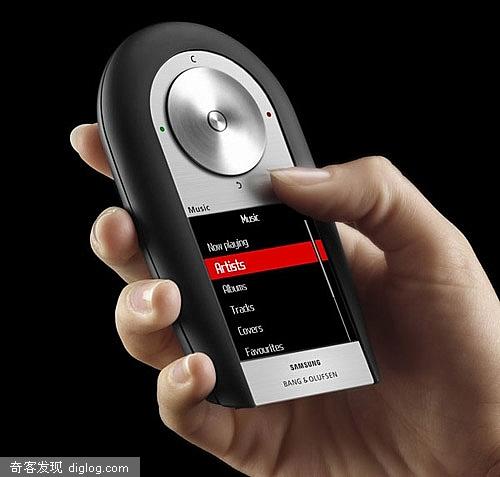 C
Music
Music
Now playing
Artists
Albums
Tracks
Covers
Favourites
SAMSUNG
BANG & OLUFSEN
奇客发现 diglog.com